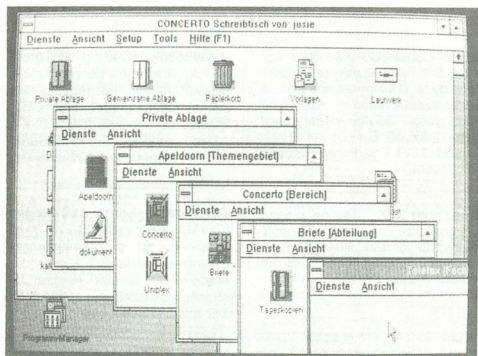 CONCERTO Schreibtisch von: josie
Dienste Ansicht Setup Tools Hilfe (F1)
Private Ablage Gemeinsame Ablage Papierkorb Vorlagen Laufwerk
Private Ablage
Dienste Ansicht
Apeldoorn
dokument
Apeldoorn [Themengebiet]
Dienste Ansicht
Concerto
Uniplex
Concerto [Bereich]
Dienste Ansicht
Briefe
Briefe [Abteilung]
Dienste Ansicht
Tageskopien
Telefax [Fach
Dienste Ansicht
Programm-Manager